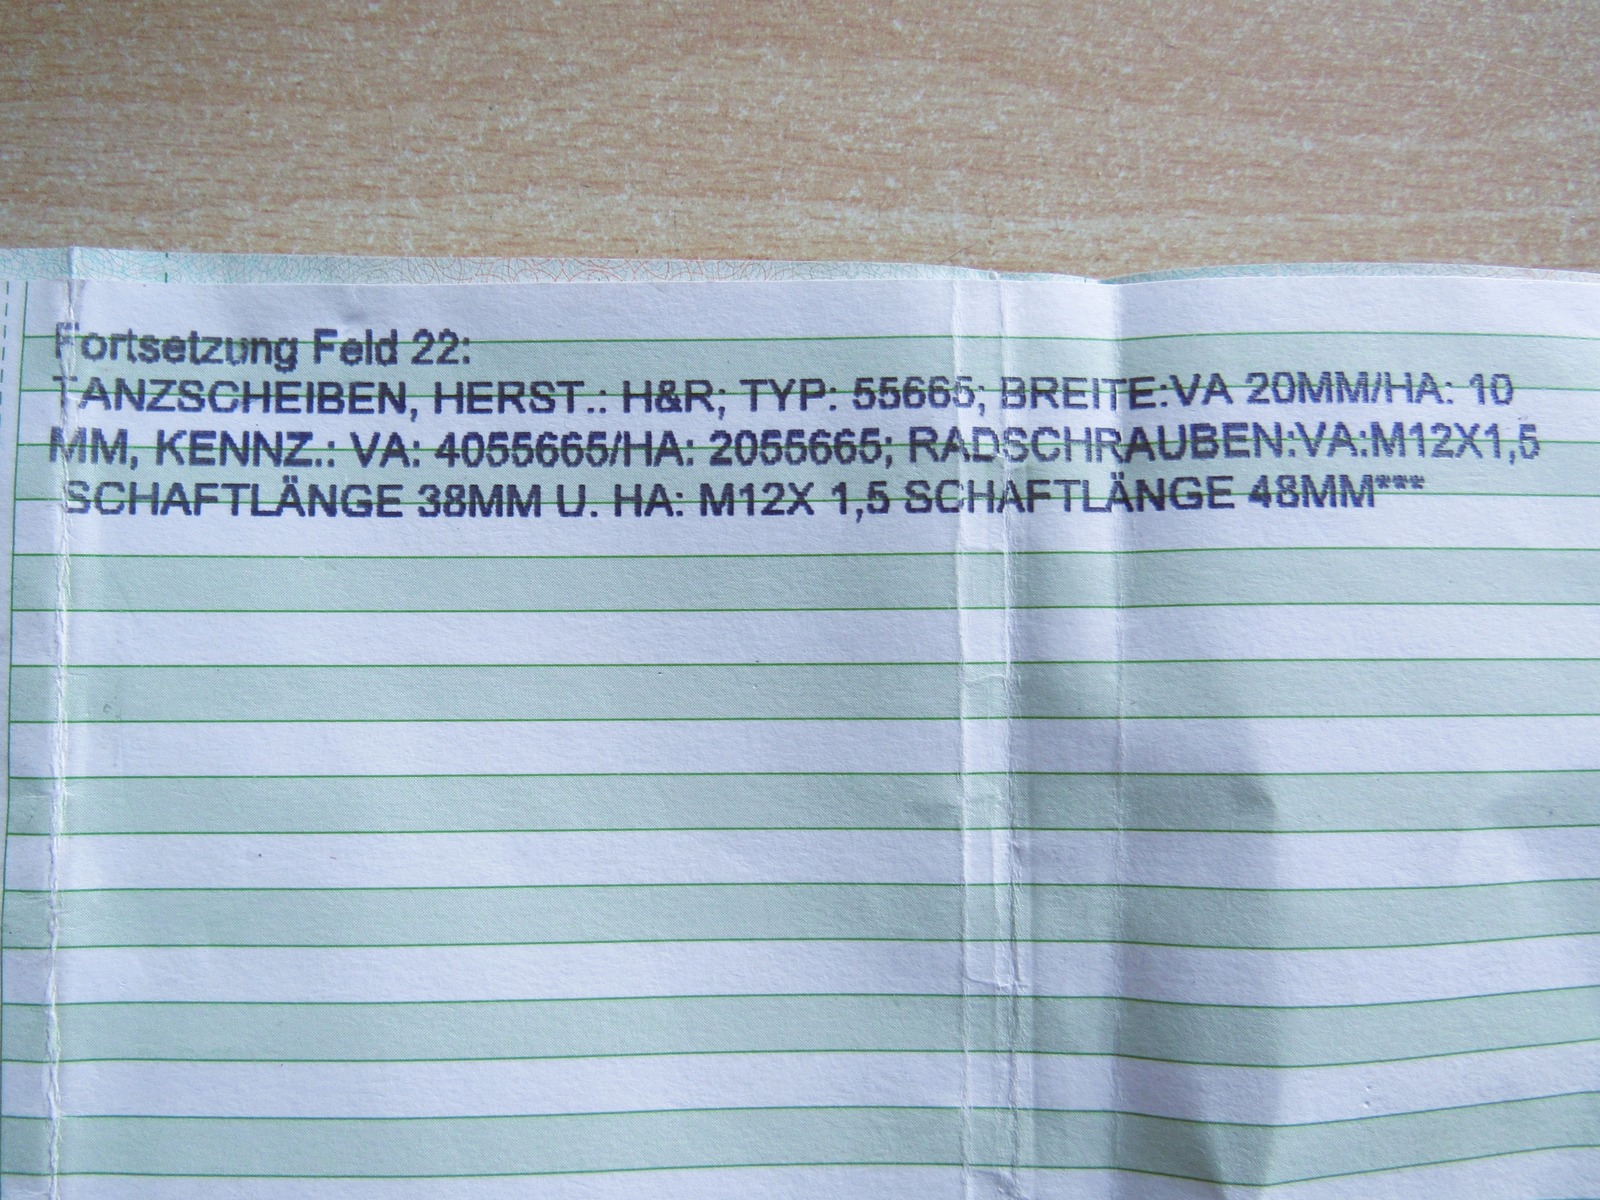 Fortsetzung Feld 22:
TANZSCHEIBEN, HERST.: H&R; TYP: 55665; BREITE:VA 20MM/HA: 10
MM, KENNZ.: VA: 4055665/HA: 2055665; RADSCHRAUBEN:VA:M12X1,5
SCHAFTLÄNGE 38MM U. HA: M12X 1,5 SCHAFTLÄNGE 48MM***